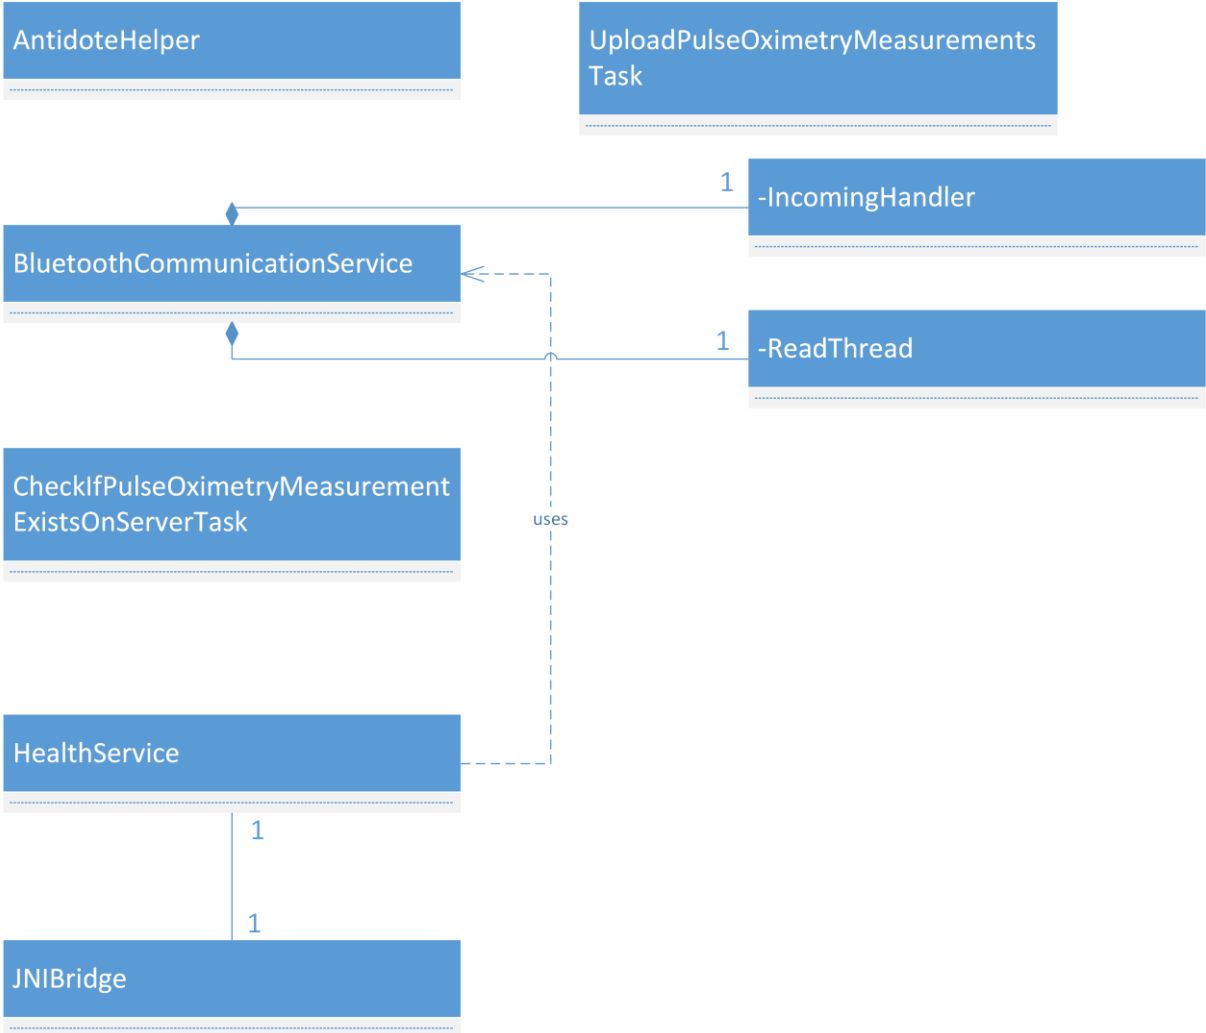 AntidoteHelper
UploadPulseOximetryMeasurements
Task
1
-IncomingHandler
BluetoothCommunicationService
1
-ReadThread
CheckIfPulseOximetryMeasurement
ExistsOnServerTask
uses
HealthService
1
1
JNIBridge